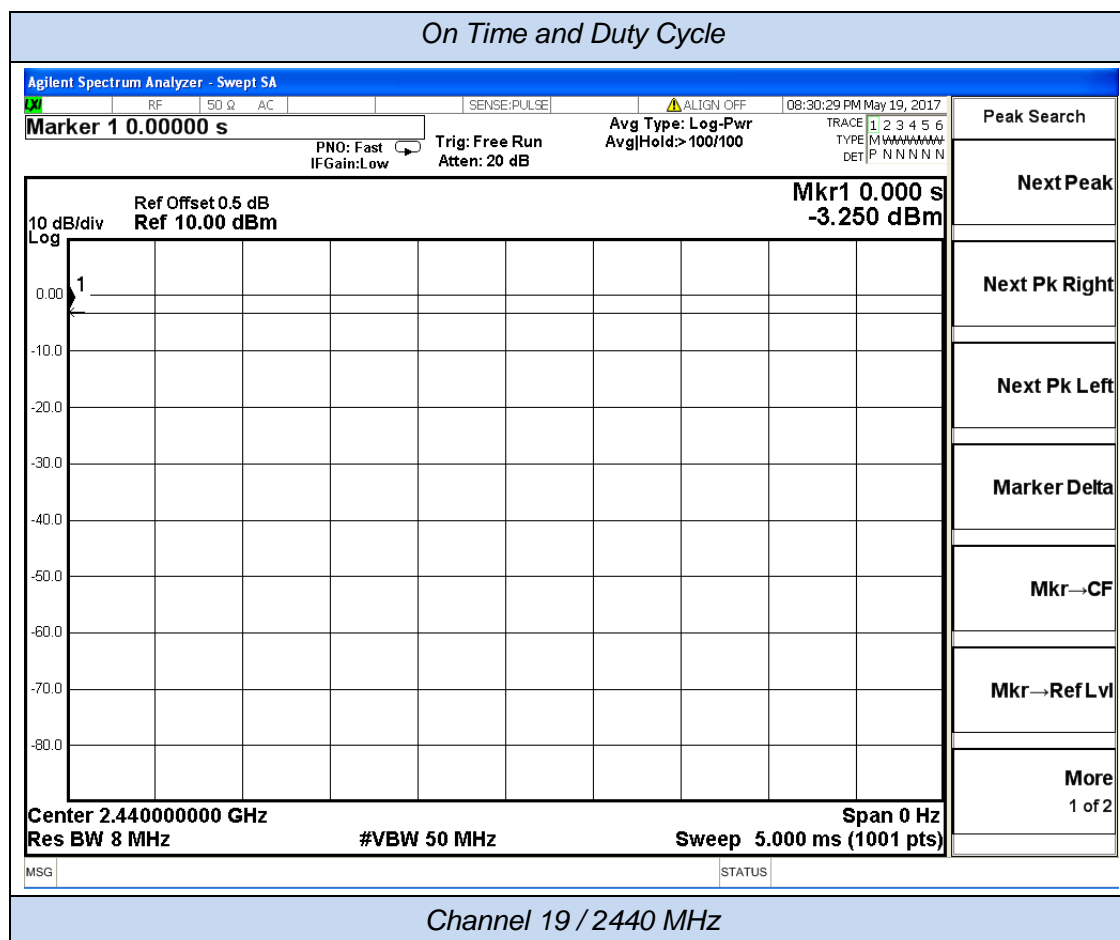 On Time and Duty Cycle
Agilent Spectrum Analyzer - Swept SA
LXI RF 50 Ω AC SENSE:PULSE ALIGN OFF 08:30:29 PM May 19, 2017
Marker 1 0.00000 s
PNO: Fast
IFGain:Low
Trig: Free Run
Atten: 20 dB
Avg Type: Log-Pwr
Avg|Hold:>100/100
TRACE 1 2 3 4 5 6
TYPE M WWWWW
DET P N N N N N
Peak Search
Next Peak
Next Pk Right
Next Pk Left
Marker Delta
Mkr→CF
Mkr→Ref Lvl
More
1 of 2
Mkr1 0.000 s
-3.250 dBm
Ref Offset 0.5 dB
10 dB/div Ref 10.00 dBm
Log
1
0.00
-10.0
-20.0
-30.0
-40.0
-50.0
-60.0
-70.0
-80.0
Center 2.440000000 GHz Span 0 Hz
Res BW 8 MHz #VBW 50 MHz Sweep 5.000 ms (1001 pts)
MSG STATUS
Channel 19 / 2440 MHz